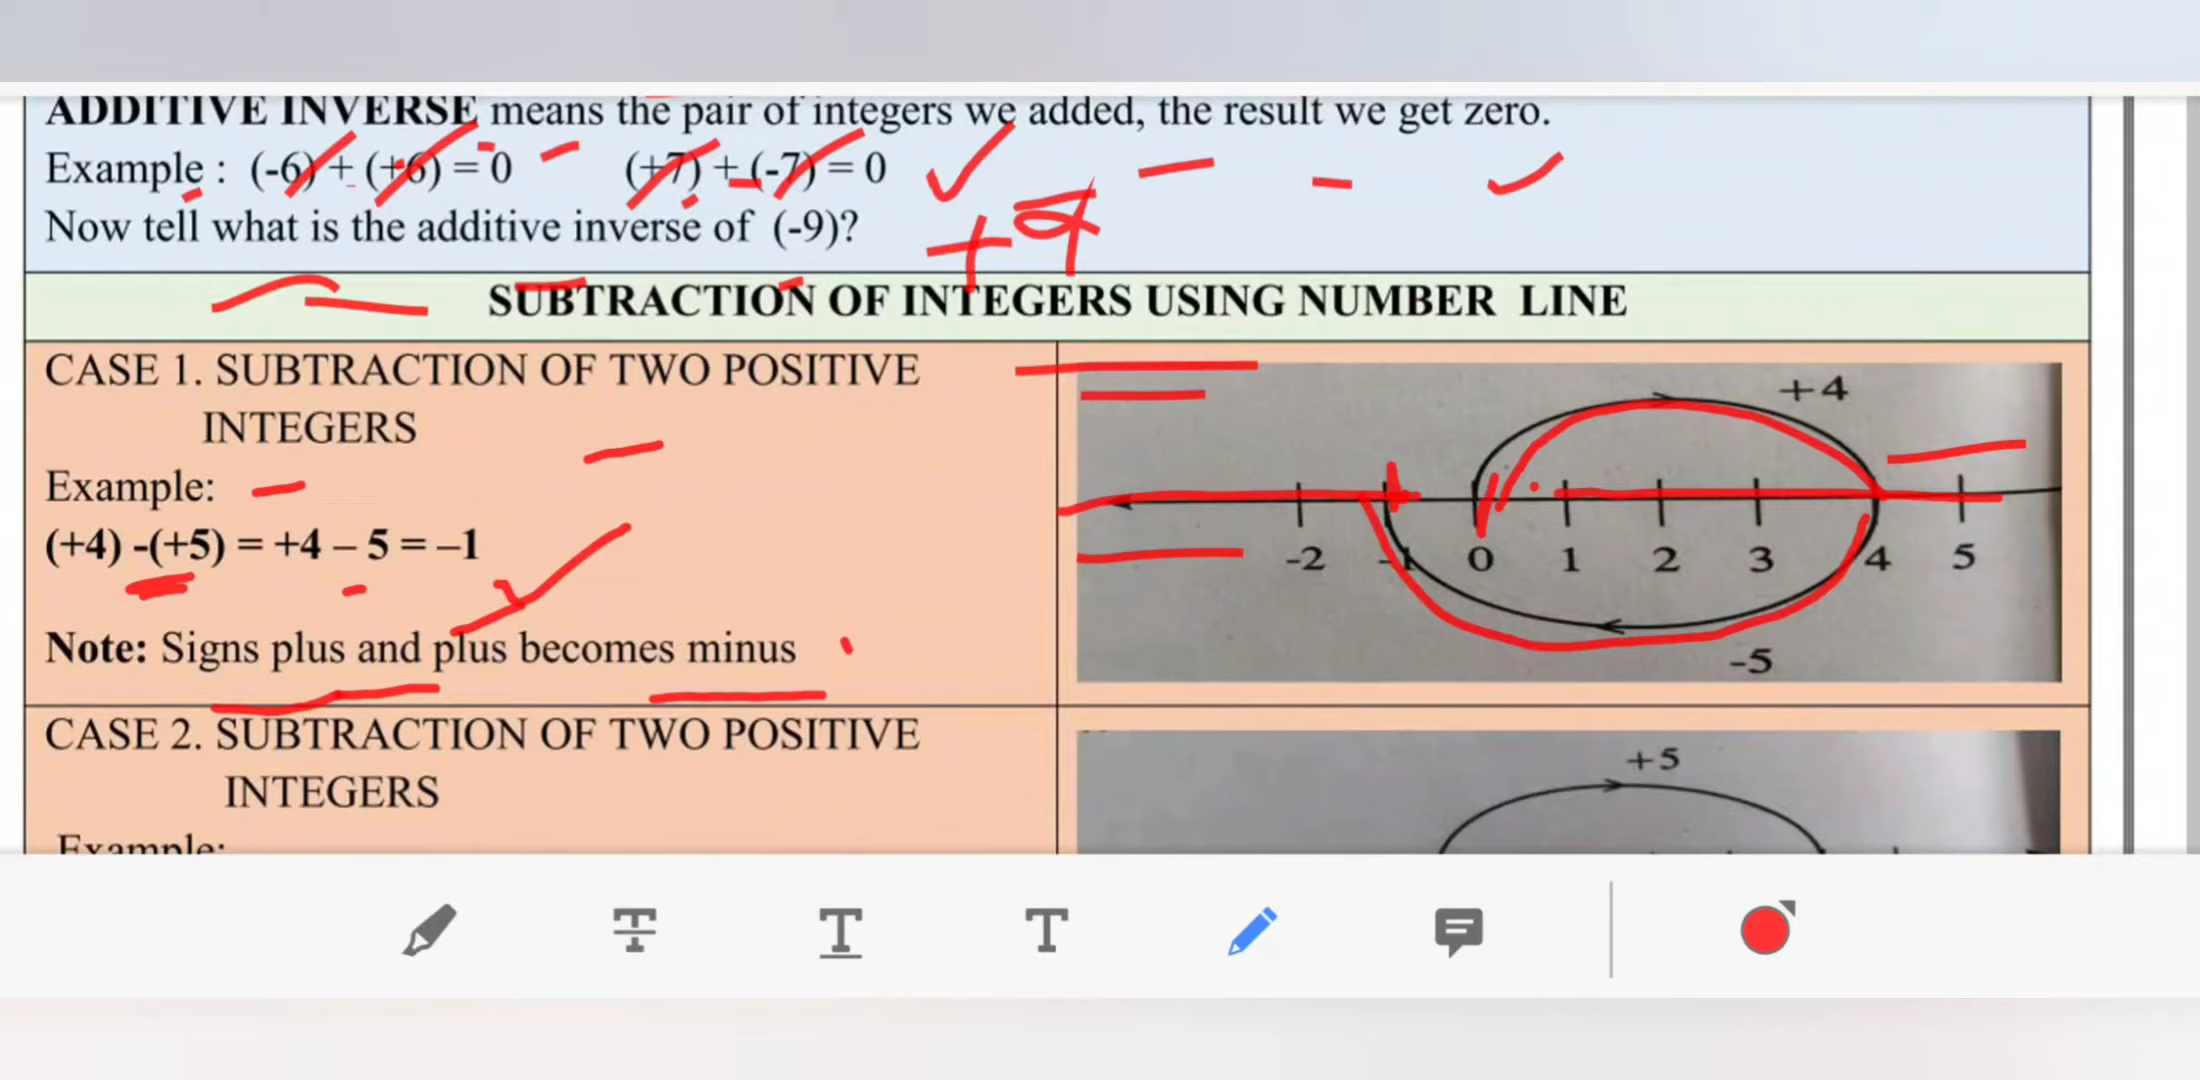 ADDITIVE INVERSE means the pair of integers we added, the result we get zero.
Example : (-6) + (+6) = 0 (+7) + (-7) = 0
Now tell what is the additive inverse of (-9)? +9
SUBTRACTION OF INTEGERS USING NUMBER LINE
CASE 1. SUBTRACTION OF TWO POSITIVE
INTEGERS
Example:
(+4) -(+5) = +4 – 5 = –1
Note: Signs plus and plus becomes minus
+4
-2 -1 0 1 2 3 4 5
-5
CASE 2. SUBTRACTION OF TWO POSITIVE
INTEGERS
Example:
+5